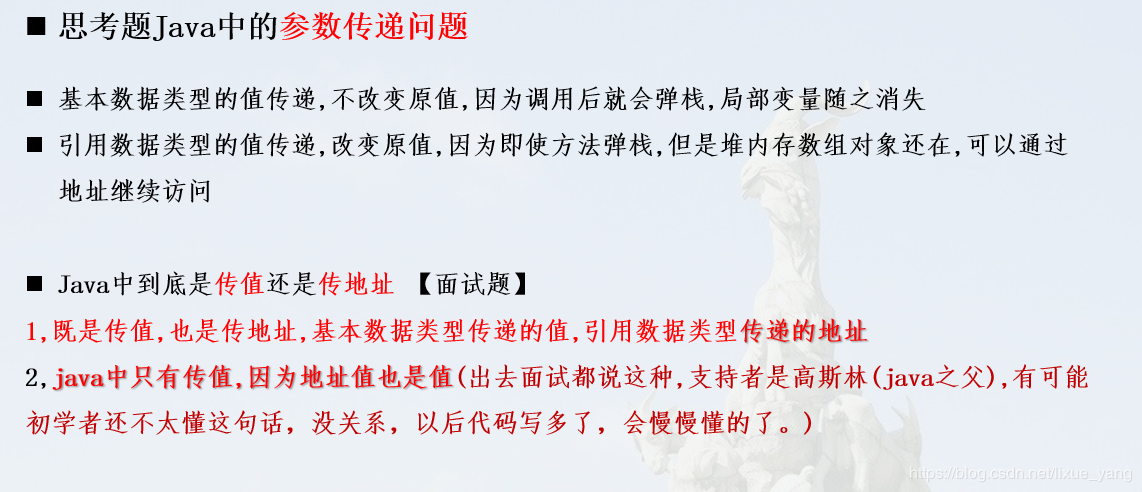 ■ 思考题Java中的参数传递问题
■ 基本数据类型的值传递,不改变原值,因为调用后就会弹栈,局部变量随之消失
■ 引用数据类型的值传递,改变原值,因为即使方法弹栈,但是堆内存数组对象还在,可以通过
地址继续访问
■ Java中到底是传值还是传地址 【面试题】
1,既是传值,也是传地址,基本数据类型传递的值,引用数据类型传递的地址
2,java中只有传值,因为地址值也是值(出去面试都说这种,支持者是高斯林(java之父),有可能
初学者还不太懂这句话，没关系，以后代码写多了，会慢慢懂的了。)
https://blog.csdn.net/lixue_yang